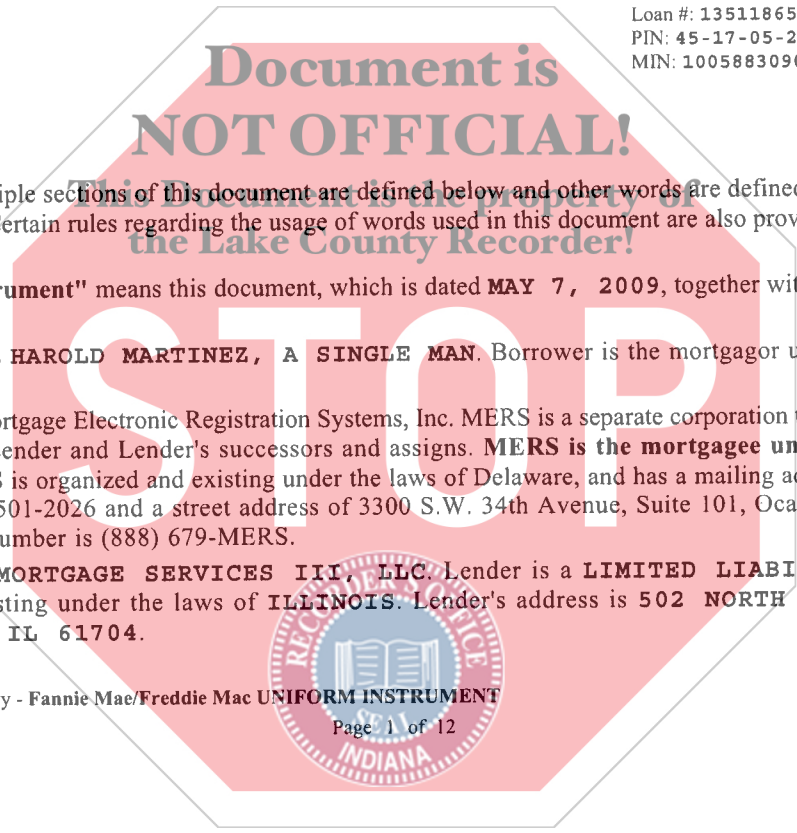 Loan #: 13511865
PIN: 45-17-05-2
MIN: 1005883090
Document is
NOT OFFICIAL!
iple sections of this document are defined below and other words are defined
This Document is the property of
ertain rules regarding the usage of words used in this document are also prov
the Lake County Recorder!
rument" means this document, which is dated MAY 7, 2009, together wit
HAROLD MARTINEZ, A SINGLE MAN. Borrower is the mortgagor u
STOP
rtgage Electronic Registration Systems, Inc. MERS is a separate corporation
ender and Lender's successors and assigns. MERS is the mortgagee un
S is organized and existing under the laws of Delaware, and has a mailing ad
501-2026 and a street address of 3300 S.W. 34th Avenue, Suite 101, Oca
umber is (888) 679-MERS.
MORTGAGE SERVICES III, LLC. Lender is a LIMITED LIABI
sting under the laws of ILLINOIS. Lender's address is 502 NORTH
IL 61704.
RECORDER'S OFFICE
y - Fannie Mae/Freddie Mac UNIFORM INSTRUMENT
SEAL
Page 1 of 12
INDIANA